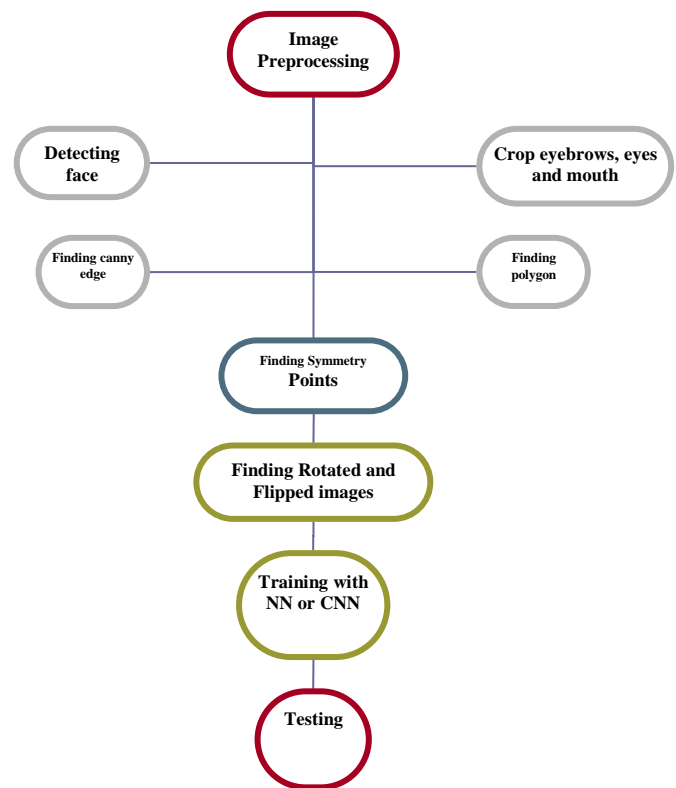 Image
Preprocessing
Detecting
face
Crop eyebrows, eyes
and mouth
Finding canny
edge
Finding
polygon
Finding Symmetry
Points
Finding Rotated and
Flipped images
Training with
NN or CNN
Testing